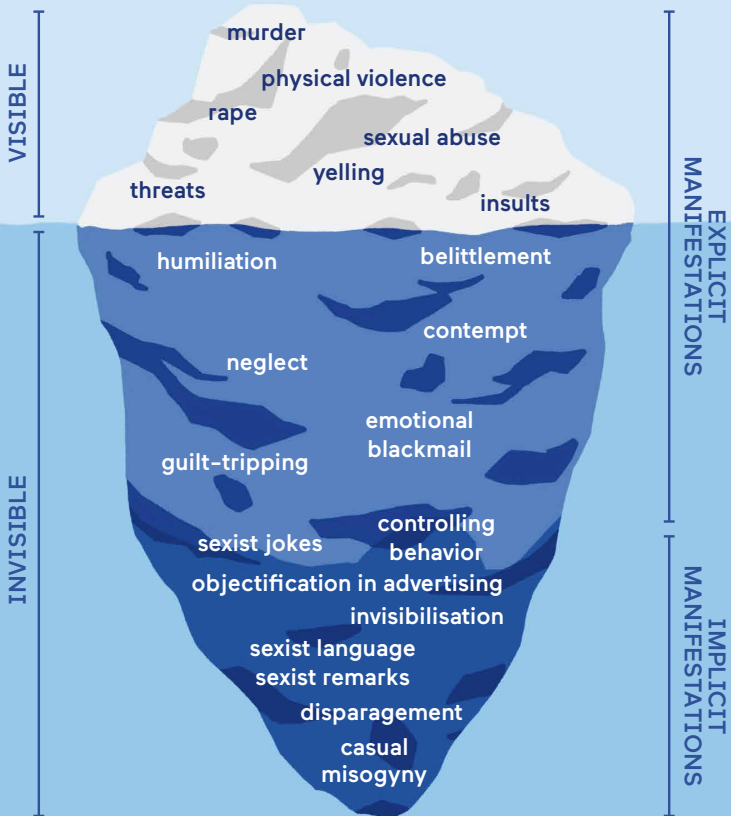 murder
physical violence
rape
sexual abuse
yelling
threats
insults
humiliation
belittlement
contempt
neglect
emotional
blackmail
guilt-tripping
controlling
behavior
sexist jokes
objectification in advertising
invisibilisation
sexist language
sexist remarks
disparagement
casual
misogyny
VISIBLE
INVISIBLE
EXPLICIT
MANIFESTATIONS
IMPLICIT
MANIFESTATIONS